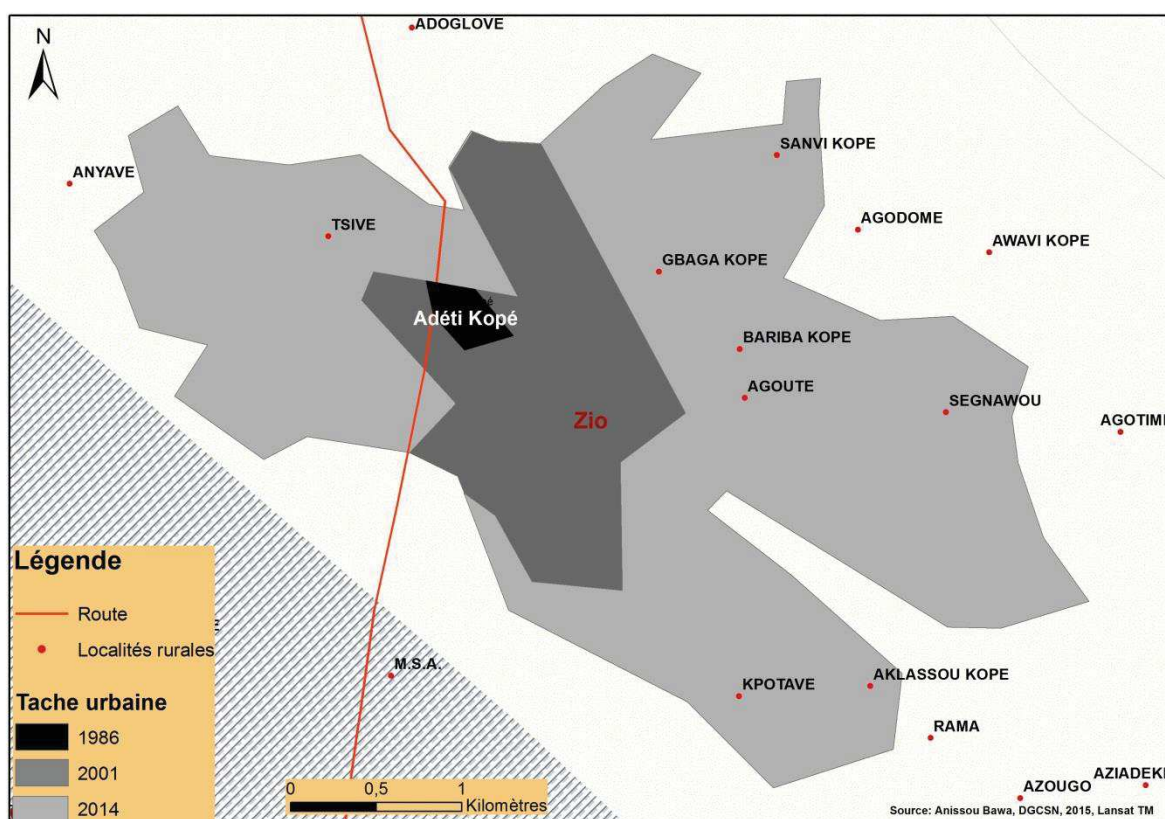 N
ADOGLOVE
ANYAVE
SANVI KOPE
TSIVE
AGODOME
AWAVI KOPE
GBAGA KOPE
Adéti Kopé
BARIBA KOPE
AGOUTE
SEGNAWOU
Zio
AGOTIME
Légende
Route
Localités rurales
M.S.A.
AKLASSOU KOPE
KPOTAVE
Tache urbaine
RAMA
1986
2001
2014
0 0,5 1
Kilomètres
AZIADEKE
AZOUGO
Source: Anissou Bawa, DGCSN, 2015, Lansat TM